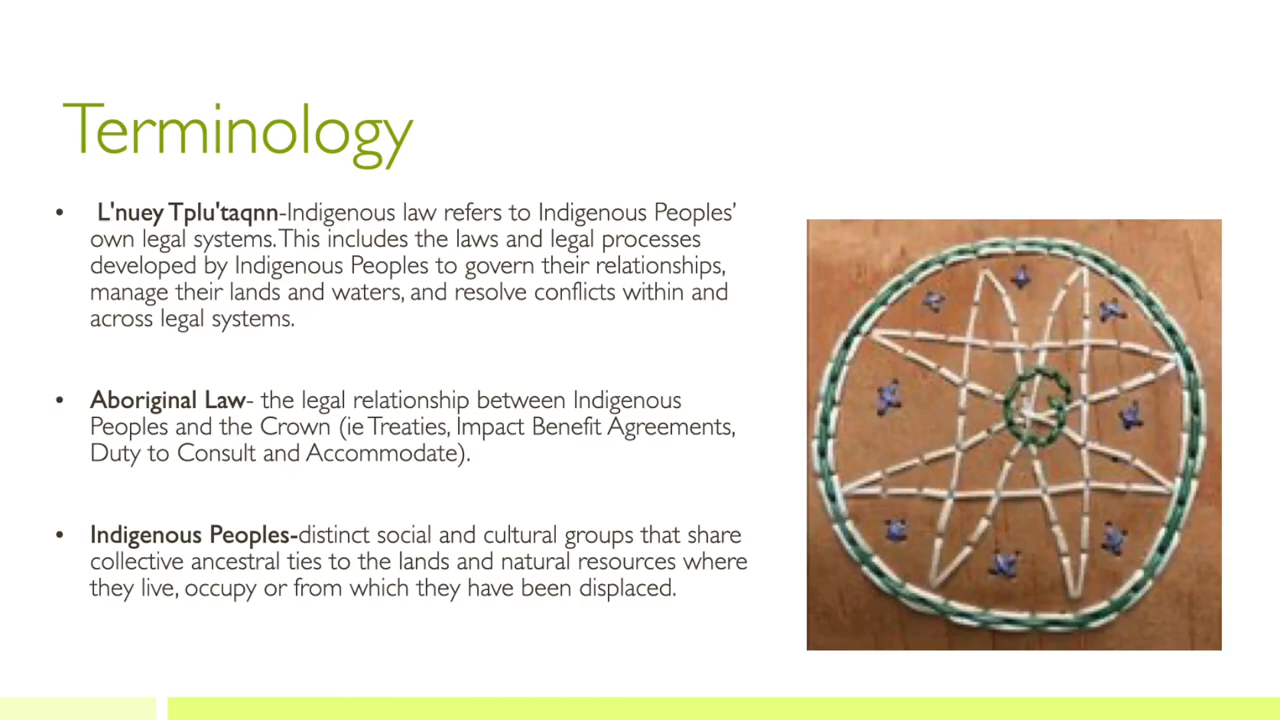 Terminology
• L'nuey Tplu'taqnn-Indigenous law refers to Indigenous Peoples’
own legal systems. This includes the laws and legal processes
developed by Indigenous Peoples to govern their relationships,
manage their lands and waters, and resolve conflicts within and
across legal systems.
• Aboriginal Law- the legal relationship between Indigenous
Peoples and the Crown (ie Treaties, Impact Benefit Agreements,
Duty to Consult and Accommodate).
• Indigenous Peoples-distinct social and cultural groups that share
collective ancestral ties to the lands and natural resources where
they live, occupy or from which they have been displaced.